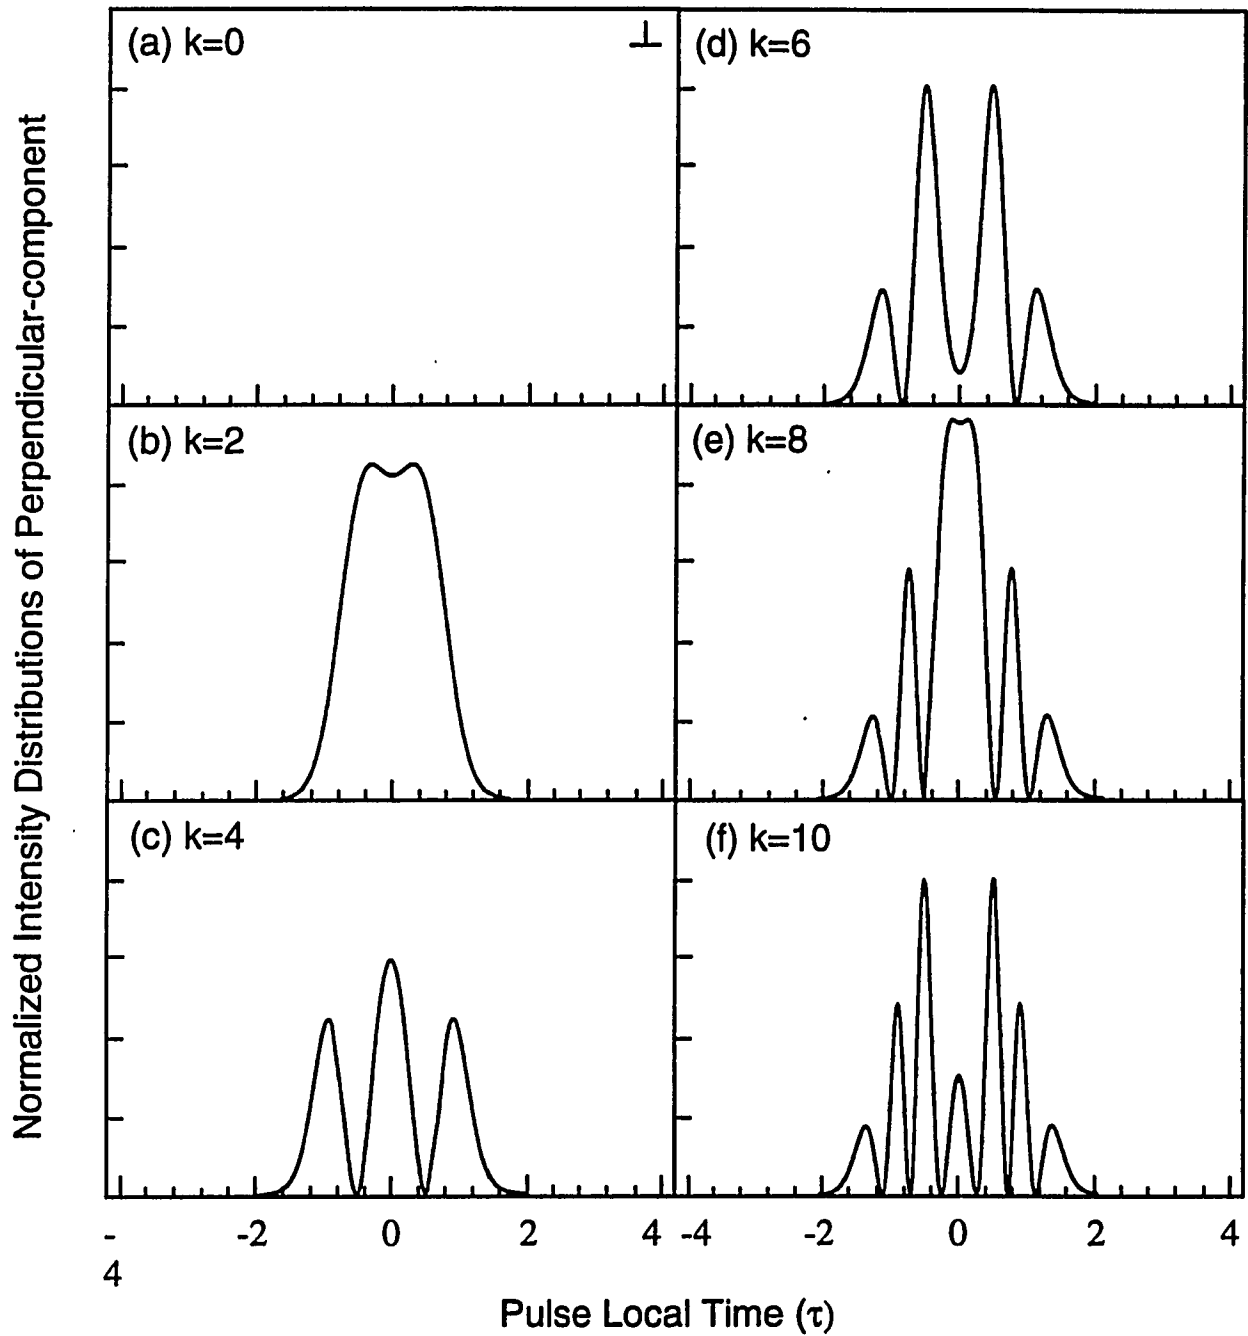 Normalized Intensity Distributions of Perpendicular-component
(a) k=0
⊥
(d) k=6
(b) k=2
(e) k=8
(c) k=4
(f) k=10
-4
-2
0
2
4
-4
-2
0
2
4
Pulse Local Time (τ)